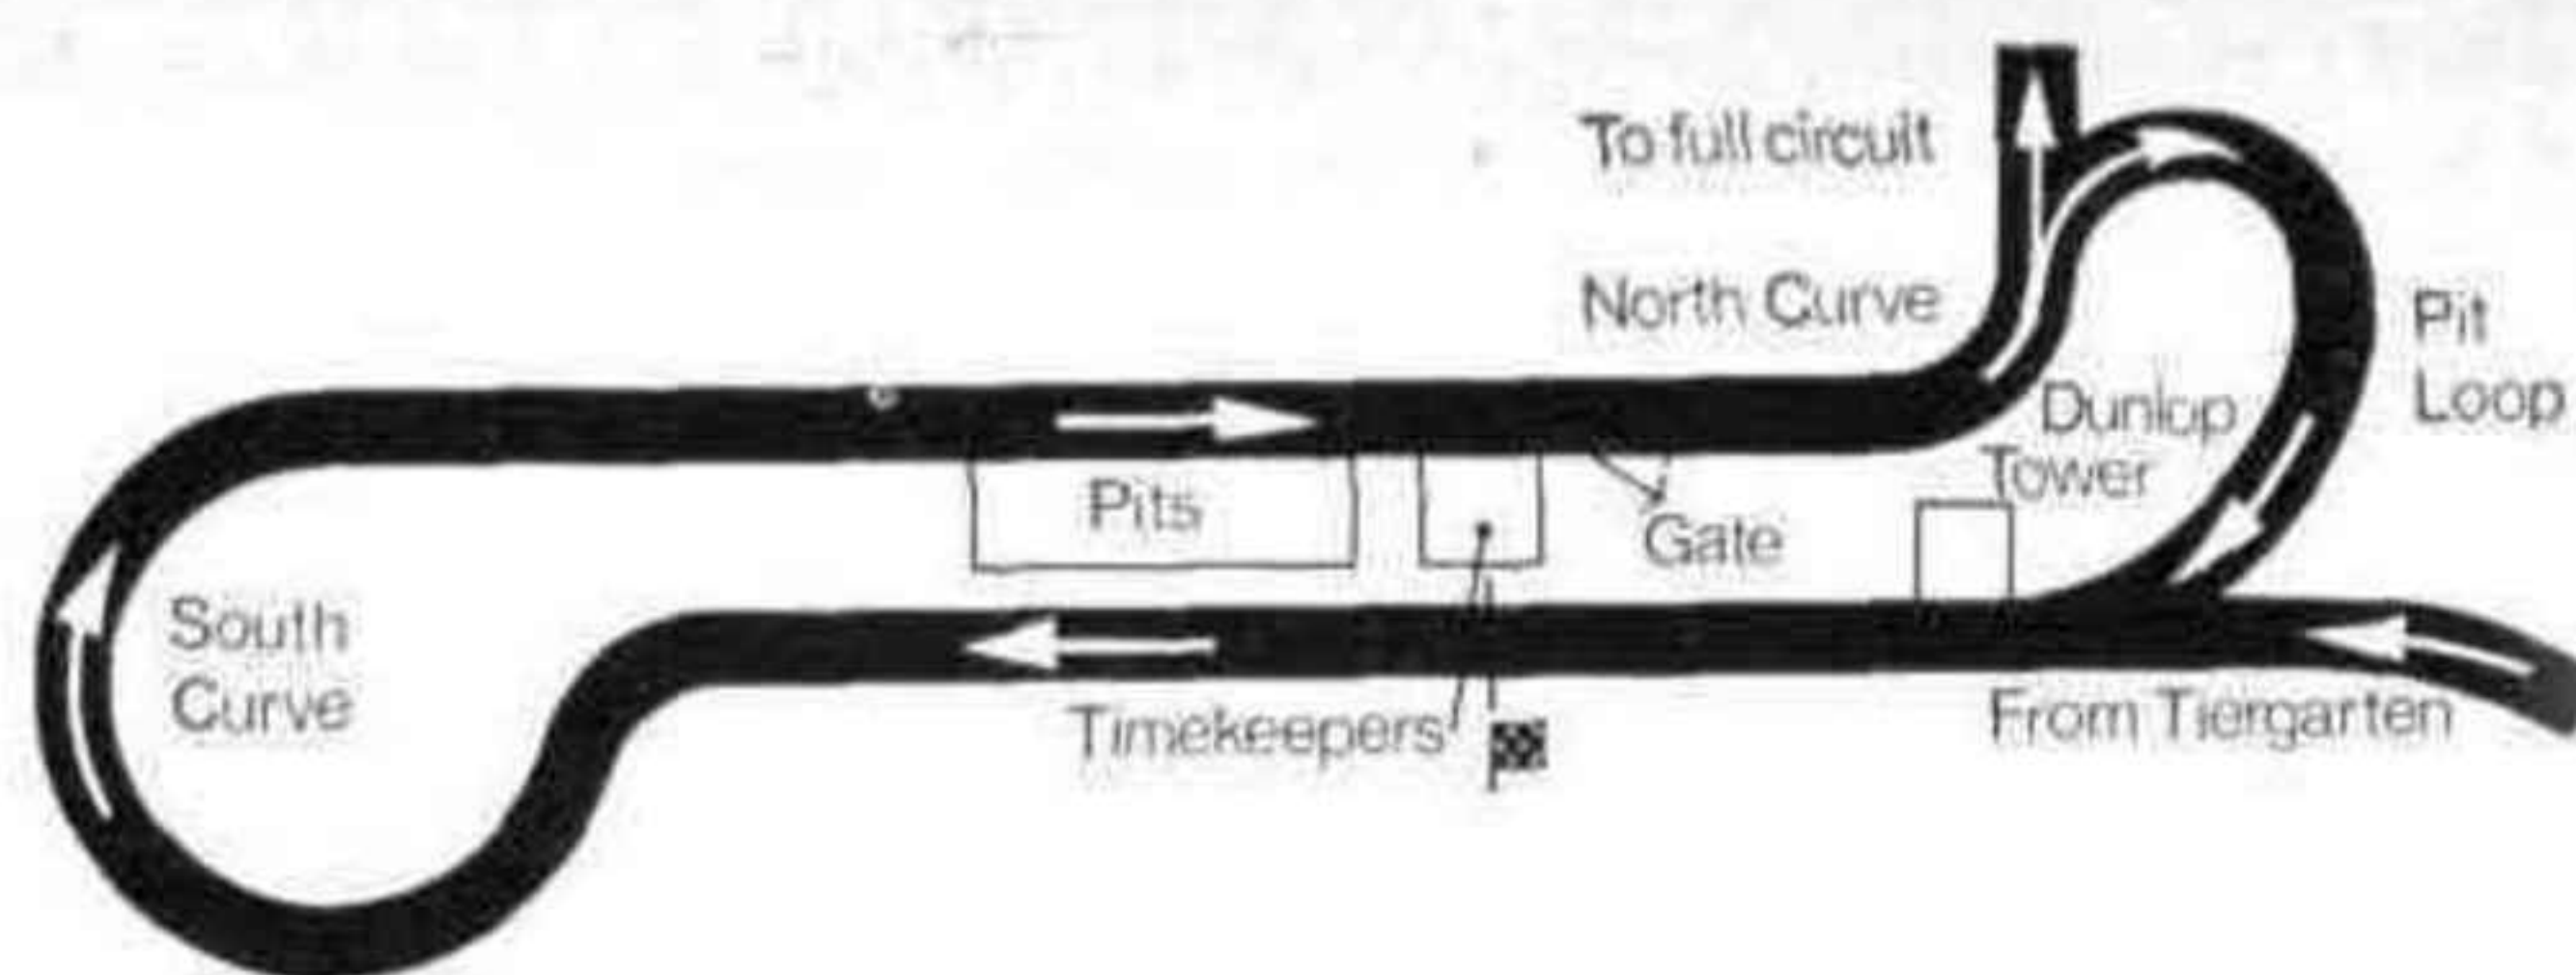 To full circuit
North Curve
Pit
Loop
Dunlop
Tower
Pits
Gate
South
Curve
Timekeepers
From Tiergarten